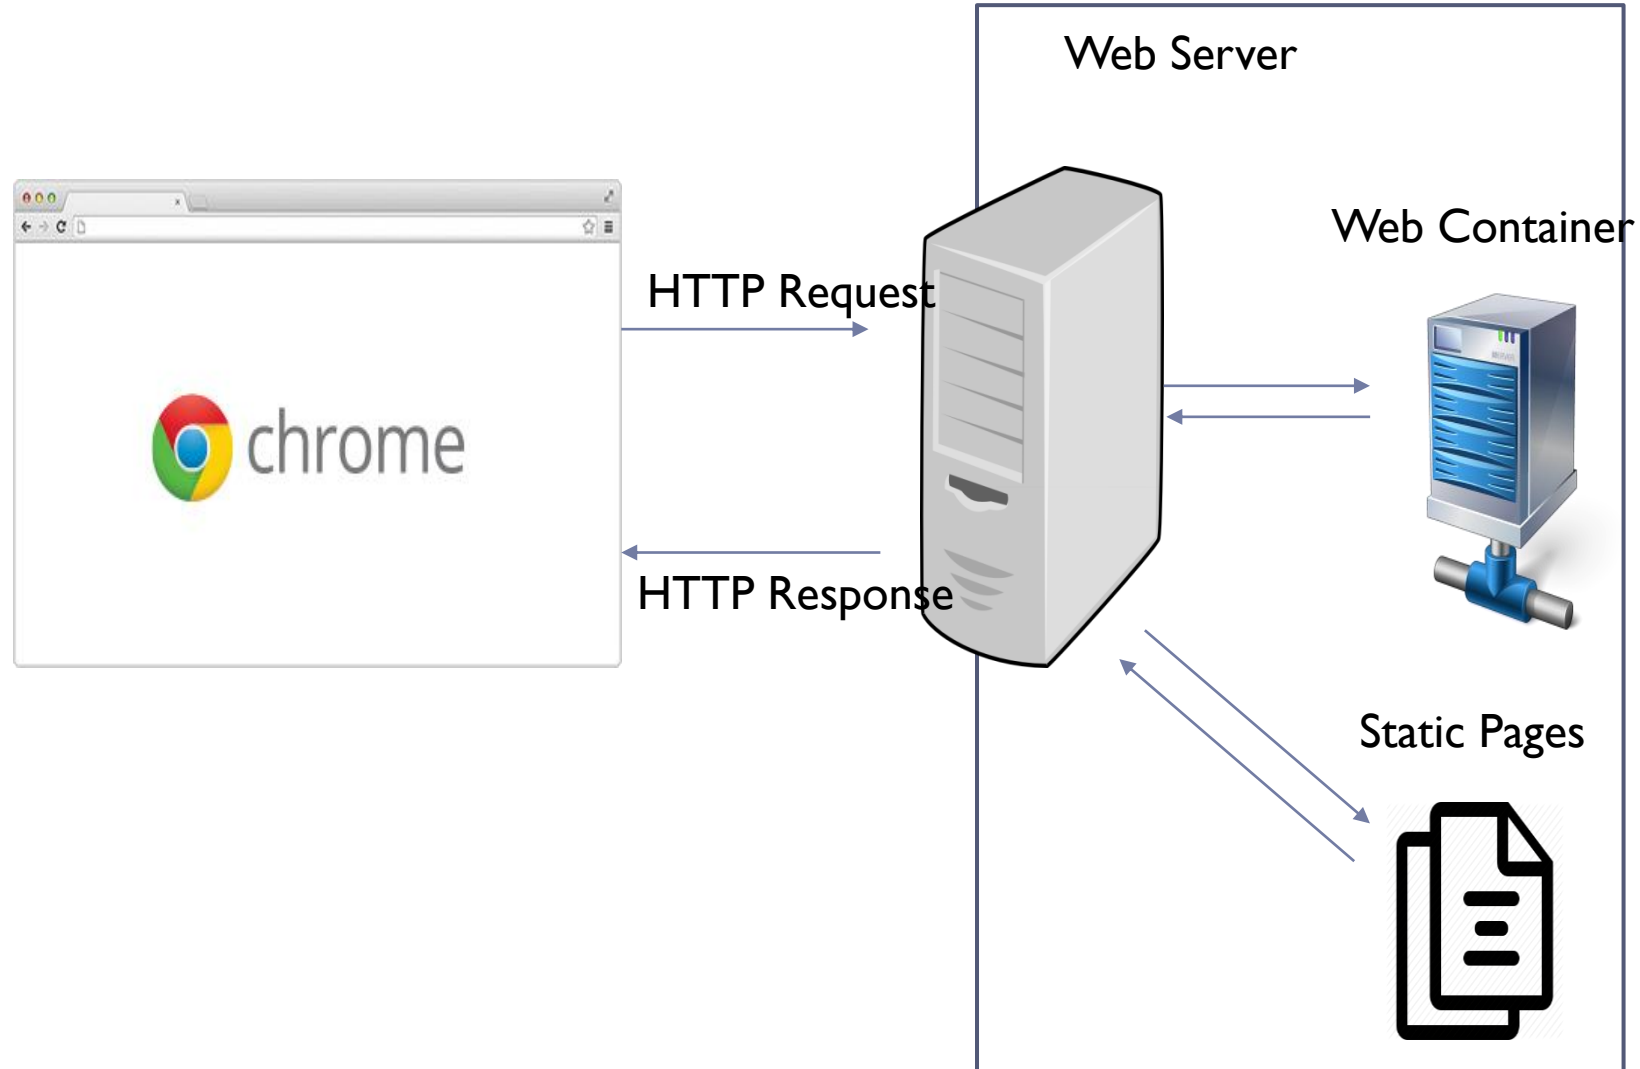 Web Server
Web Container
HTTP Request
chrome
HTTP Response
Static Pages